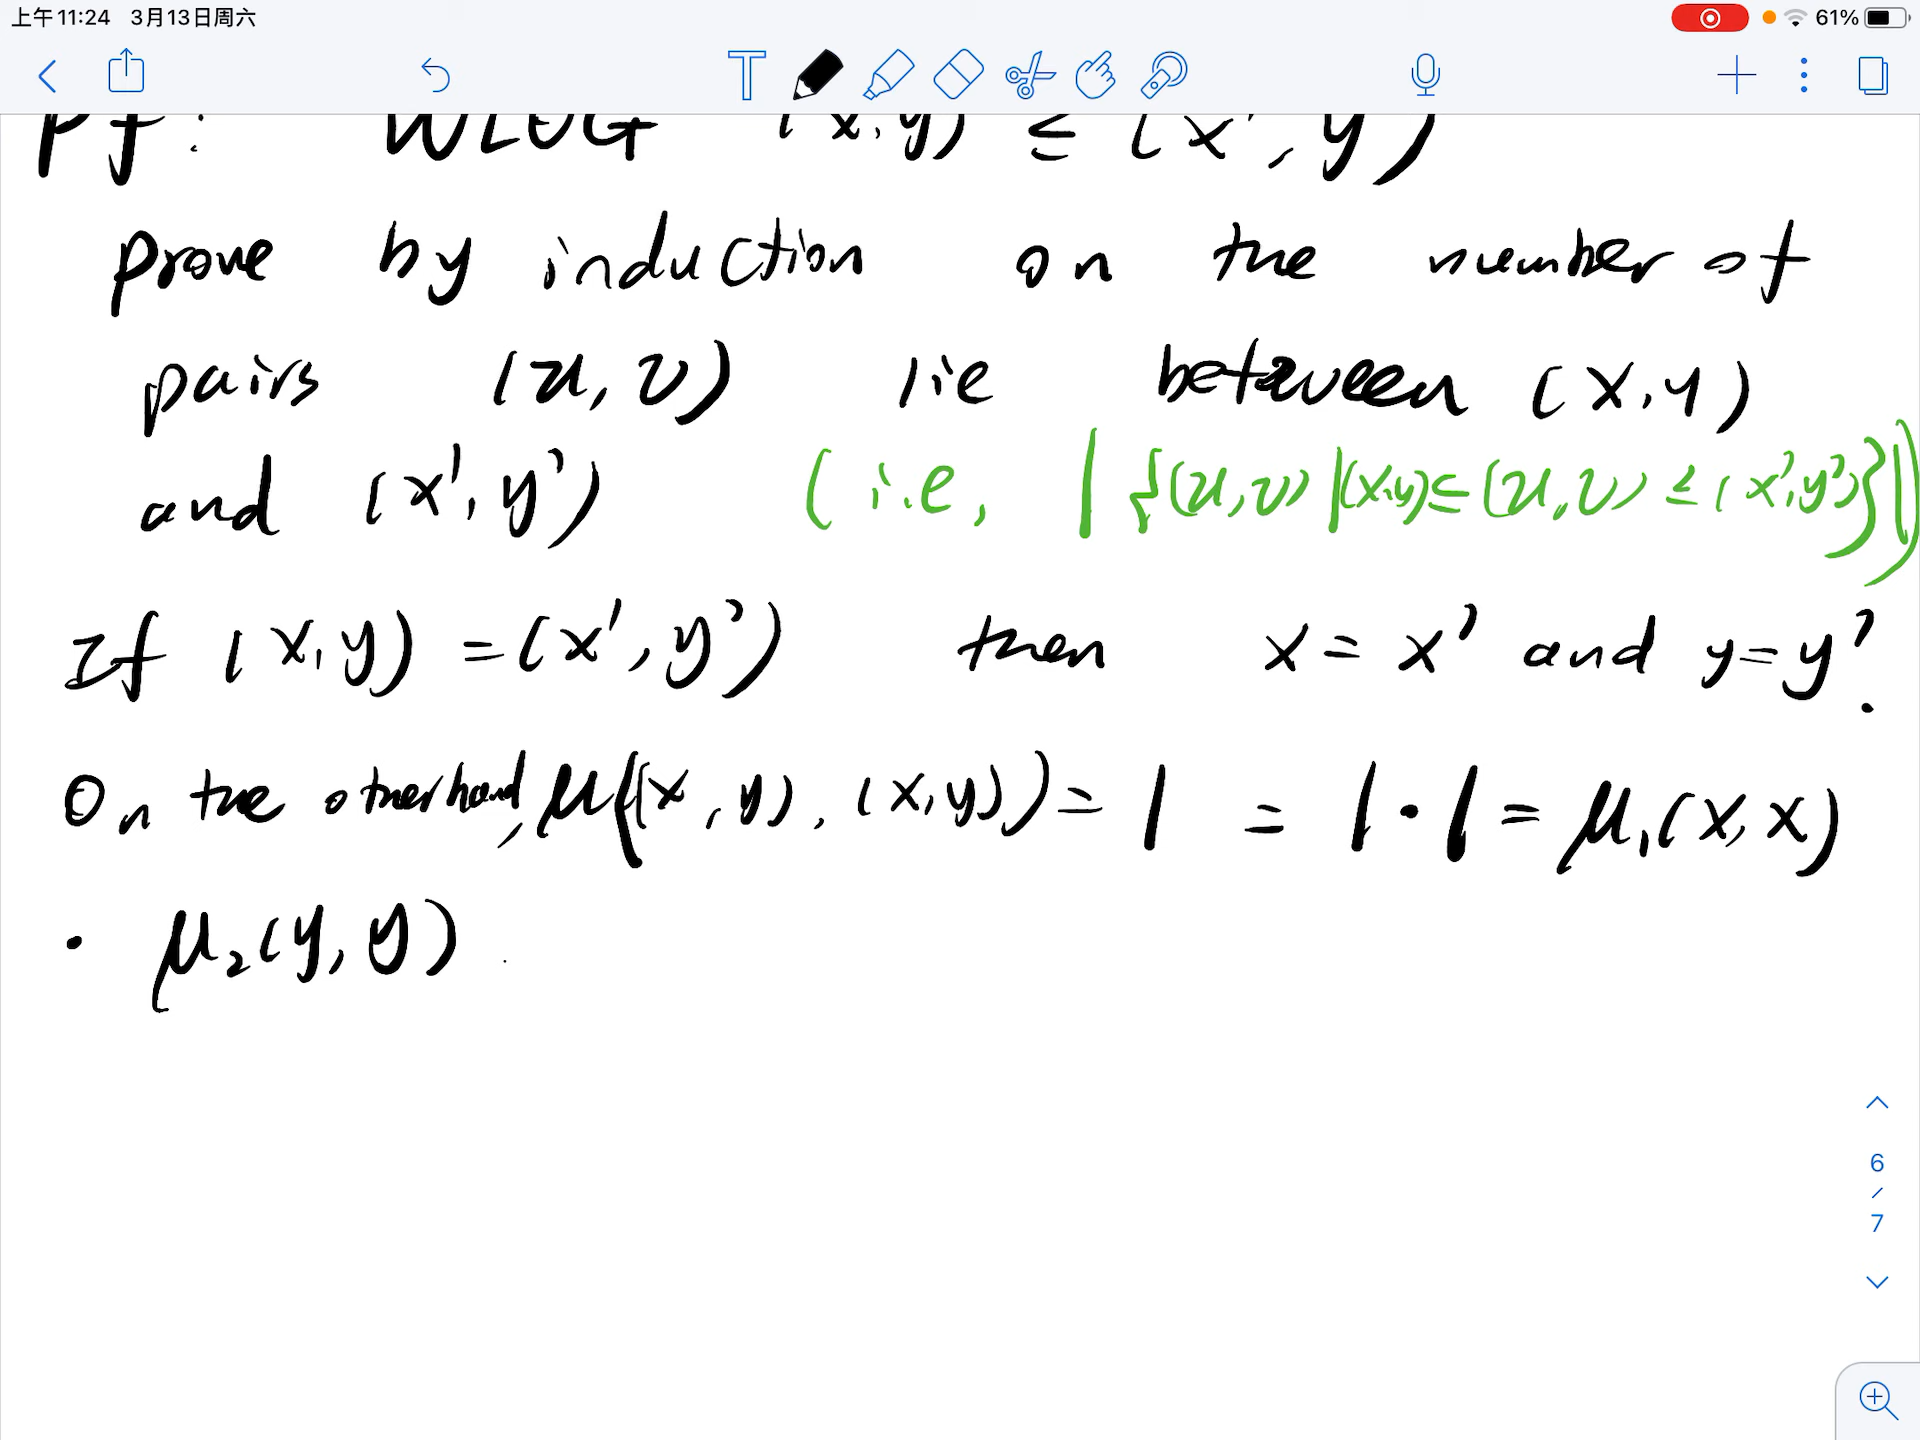 上午11:24 3月13日周六
61%
T
pf: WLOG (x,y) ≤ (x', y')
prove by induction on the number of
pairs (u, v) lie between (x,y)
and (x', y') (i.e, |{(u,v) |(x,y)≤(u,v) ≤ (x',y')}|)
If (x,y) = (x', y') then x = x' and y=y'.
On the otherhand, μ((x,y), (x,y)) = 1 = 1 · 1 = μ₁(x,x)
· μ₂(y,y)
6
/
7